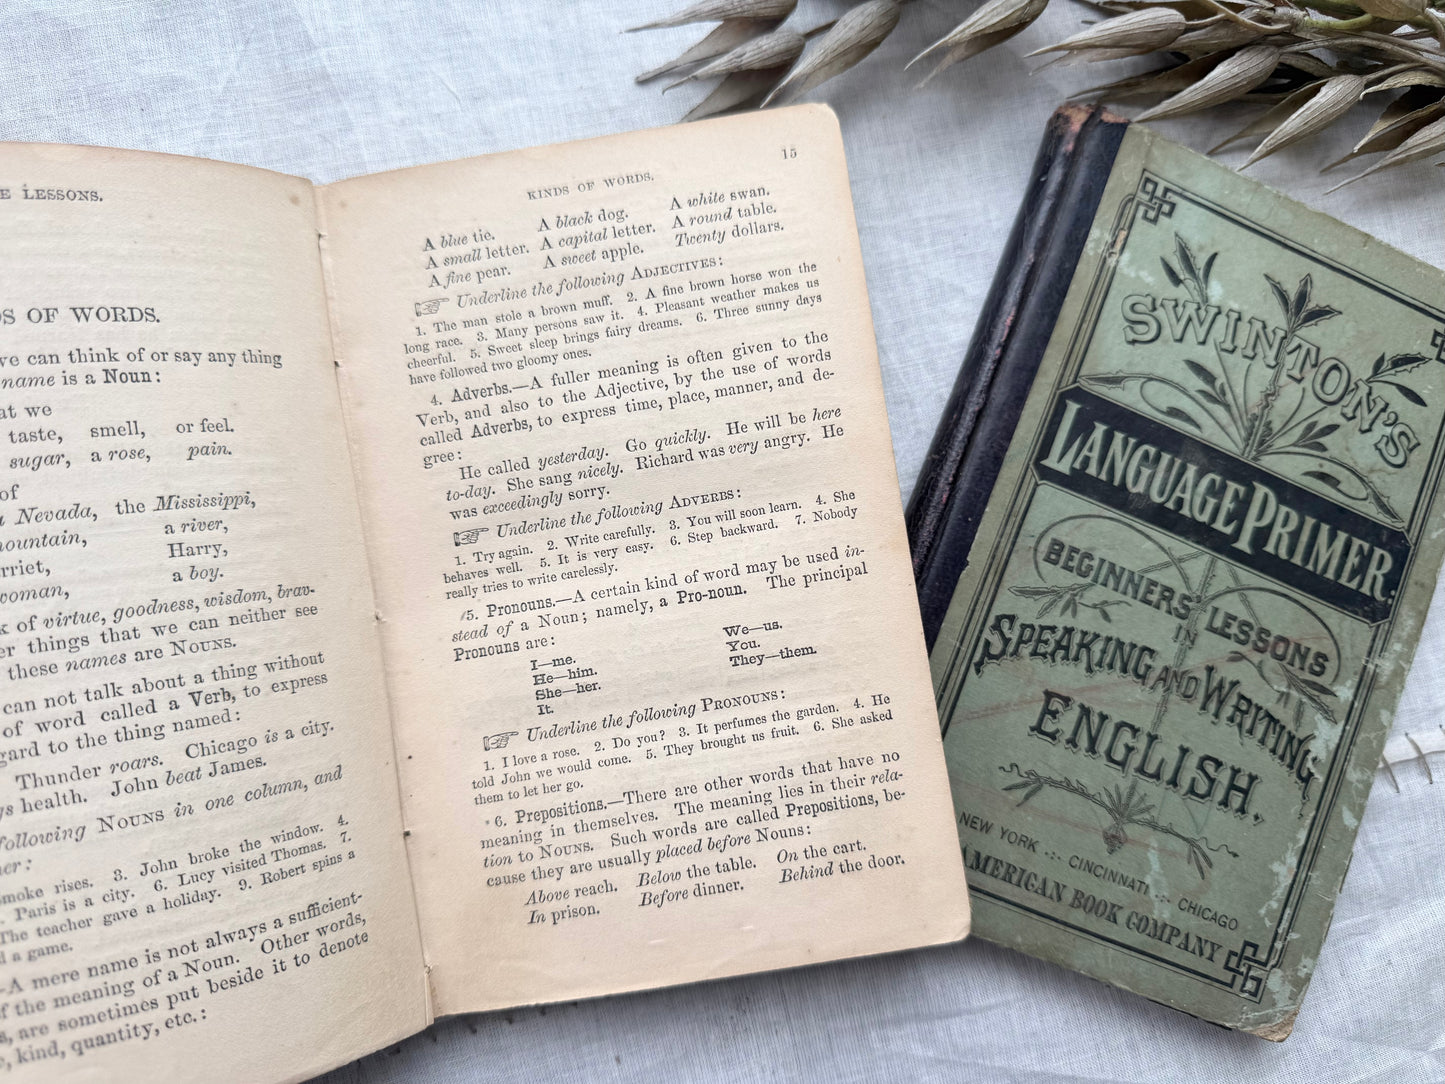 E LESSONS.
OF WORDS.
we can think of or say any thing
name is a Noun:
at we
taste, smell, or feel.
sugar, a rose, pain.
of
Nevada, the Mississippi,
mountain, a river,
rriet, Harry,
woman, a boy.
k of virtue, goodness, wisdom, brav-
er things that we can neither see
these names are NOUNS.
can not talk about a thing without
of word called a Verb, to express
gard to the thing named:
Thunder roars. Chicago is a city.
health. John beat James.
following NOUNS in one column, and
her:
Smoke rises. 3. John broke the window. 4.
Paris is a city. 6. Lucy visited Thomas. 7.
The teacher gave a holiday. 9. Robert spins a
a game.
—A mere name is not always a sufficient-
f the meaning of a Noun. Other words,
s, are sometimes put beside it to denote
, kind, quantity, etc.:
KINDS OF WORDS. 15
A blue tie. A black dog. A white swan.
A small letter. A capital letter. A round table.
A fine pear. A sweet apple. Twenty dollars.
☞ Underline the following ADJECTIVES:
1. The man stole a brown muff. 2. A fine brown horse won the
long race. 3. Many persons saw it. 4. Pleasant weather makes us
cheerful. 5. Sweet sleep brings fairy dreams. 6. Three sunny days
have followed two gloomy ones.
4. Adverbs.—A fuller meaning is often given to the
Verb, and also to the Adjective, by the use of words
called Adverbs, to express time, place, manner, and de-
gree:
He called yesterday. Go quickly. He will be here
to-day. She sang nicely. Richard was very angry. He
was exceedingly sorry.
☞ Underline the following ADVERBS:
1. Try again. 2. Write carefully. 3. You will soon learn. 4. She
behaves well. 5. It is very easy. 6. Step backward. 7. Nobody
really tries to write carelessly.
5. Pronouns.—A certain kind of word may be used in-
stead of a Noun; namely, a Pro-noun. The principal
Pronouns are:
I—me. We—us.
He—him. You.
She—her. They—them.
It.
☞ Underline the following PRONOUNS:
1. I love a rose. 2. Do you? 3. It perfumes the garden. 4. He
told John we would come. 5. They brought us fruit. 6. She asked
them to let her go.
6. Prepositions.—There are other words that have no
meaning in themselves. The meaning lies in their rela-
tion to NOUNS. Such words are called Prepositions, be-
cause they are usually placed before Nouns:
Above reach. Below the table. On the cart.
In prison. Before dinner. Behind the door.
SWINTON'S
LANGUAGE PRIMER.
BEGINNERS' LESSONS
IN
SPEAKING AND WRITING
ENGLISH.
NEW YORK .:. CINCINNATI .:. CHICAGO
AMERICAN BOOK COMPANY